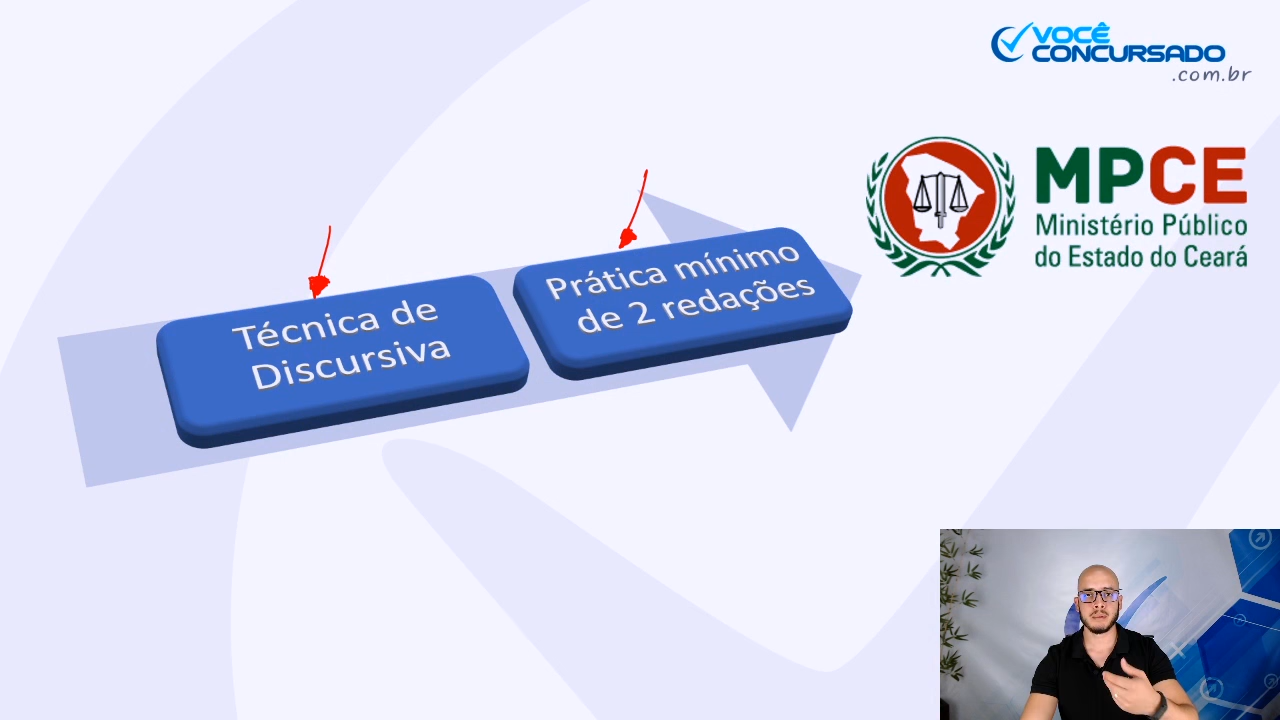 VOCÊ
CONCURSADO
.com.br
MPCE
Ministério Público
do Estado do Ceará
Técnica de
Discursiva
Prática mínimo
de 2 redações